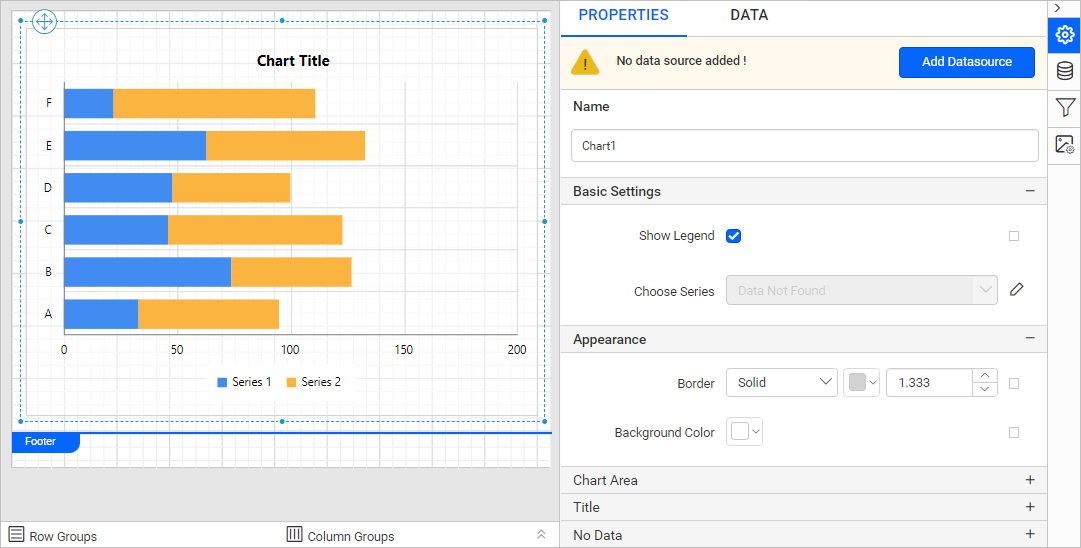 Chart Title
F
E
D
C
B
A
0 50 100 150 200
Series 1 Series 2
Footer
Row Groups Column Groups
PROPERTIES DATA
No data source added ! Add Datasource
Name
Chart1
Basic Settings
Show Legend
Choose Series Data Not Found
Appearance
Border Solid 1.333
Background Color
Chart Area
Title
No Data